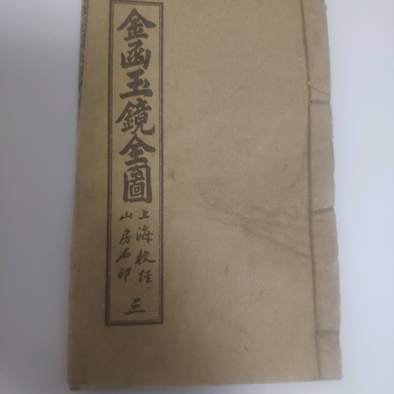 金函玉鏡全圖
上海校經
山房石印
三